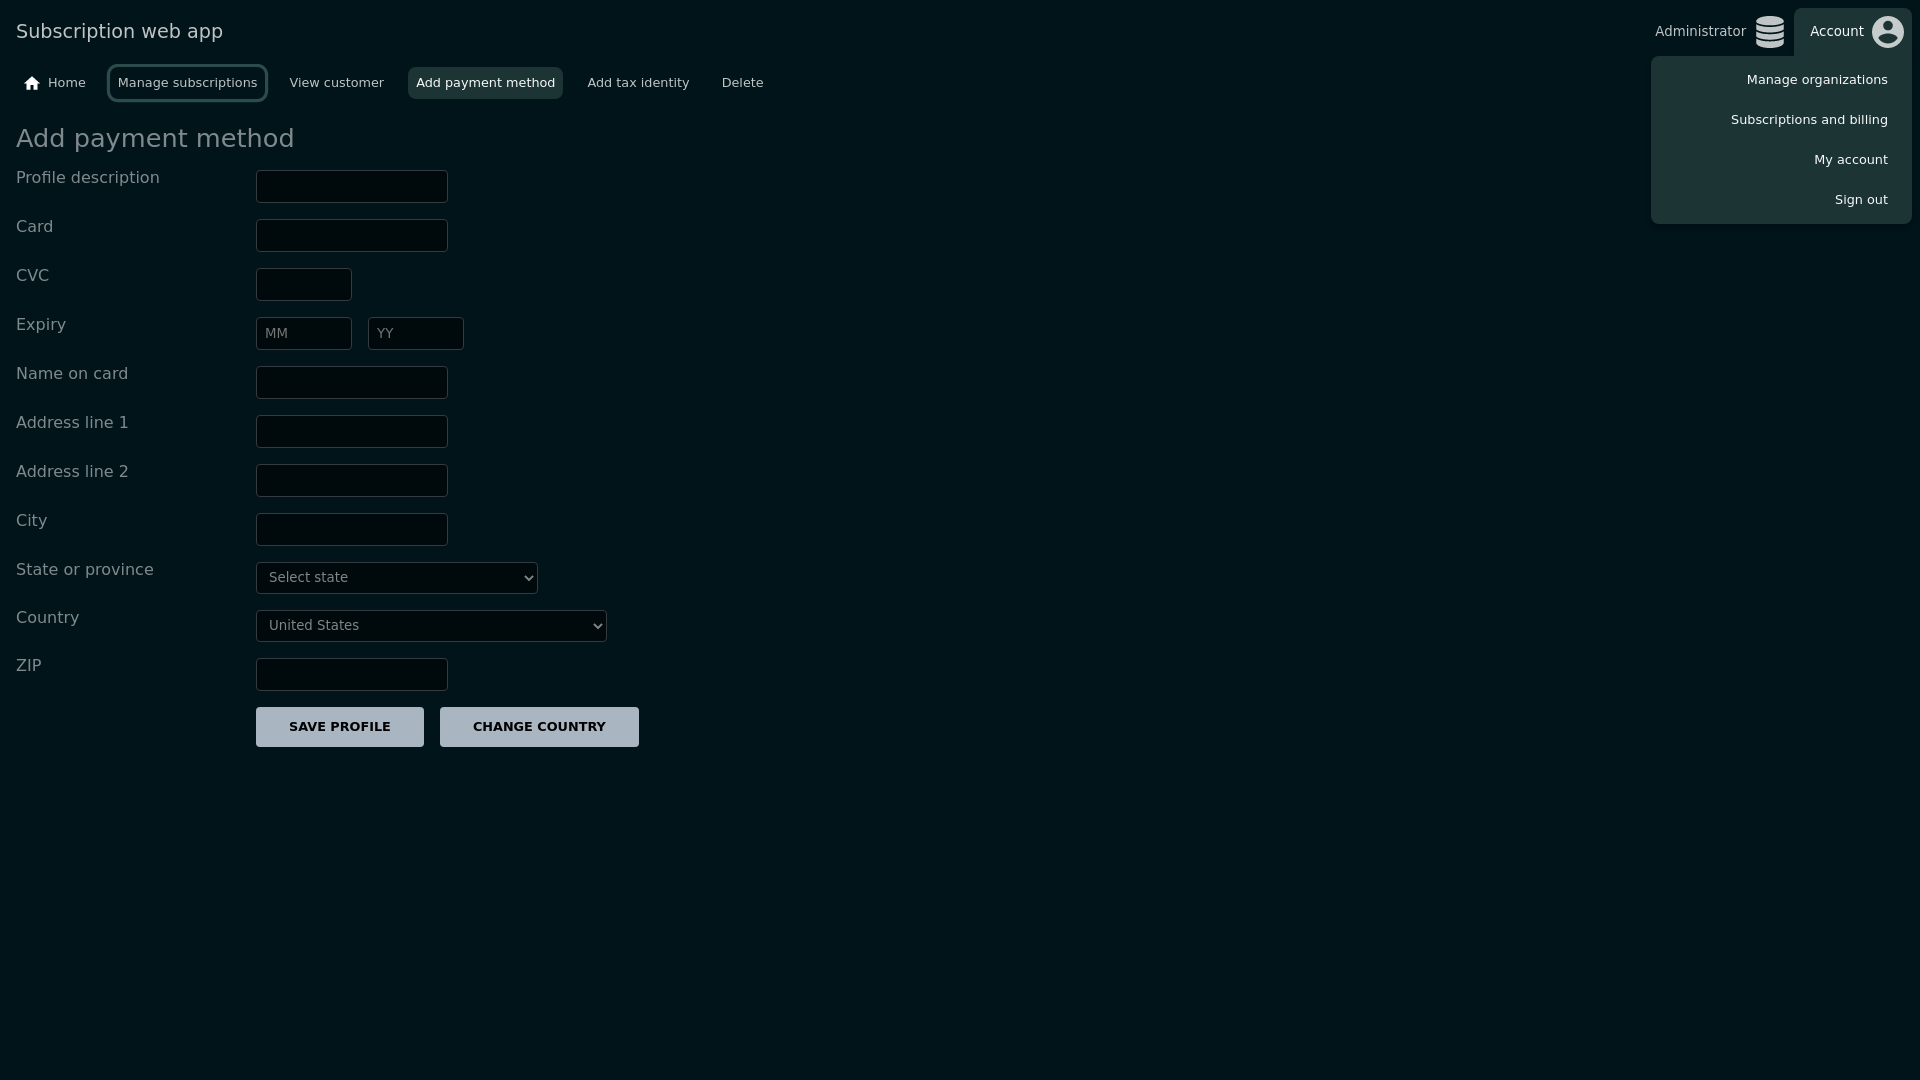 Subscription web app
Administrator
Account
Home
Manage subscriptions
View customer
Add payment method
Add tax identity
Delete
Manage organizations
Subscriptions and billing
My account
Sign out
Add payment method
Profile description
Card
CVC
Expiry
MM
YY
Name on card
Address line 1
Address line 2
City
State or province
Select state
Country
United States
ZIP
SAVE PROFILE
CHANGE COUNTRY